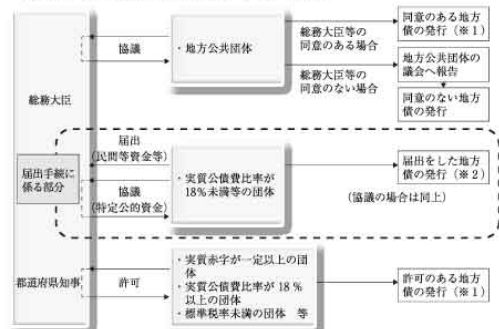 総務大臣
協議
・地方公共団体
総務大臣等の
同意のある場合
総務大臣等の
同意のない場合
同意のある地方
債の発行(※1)
地方公共団体の
議会へ報告
同意のない地方
債の発行
届出手続に
係る部分
届出
(民間等資金等)
協議
(特定公的資金)
・実質公債費比率が
18%未満等の団体
届出をした地方
債の発行(※2)
(協議の場合は同上)
都道府県知事
許可
・実質赤字が一定以上の団
体
・実質公債費比率が 18 %
以上の団体
・標準税率未満の団体 等
許可のある地方
債の発行(※1)